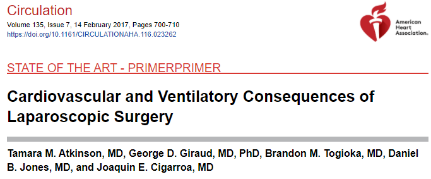 Circulation
Volume 135, Issue 7, 14 February 2017, Pages 700-710
https://doi.org/10.1161/CIRCULATIONAHA.116.023262
American
Heart
Association.
STATE OF THE ART - PRIMERPRIMER
Cardiovascular and Ventilatory Consequences of
Laparoscopic Surgery
Tamara M. Atkinson, MD, George D. Giraud, MD, PhD, Brandon M. Togioka, MD, Daniel
B. Jones, MD, and Joaquin E. Cigarroa, MD